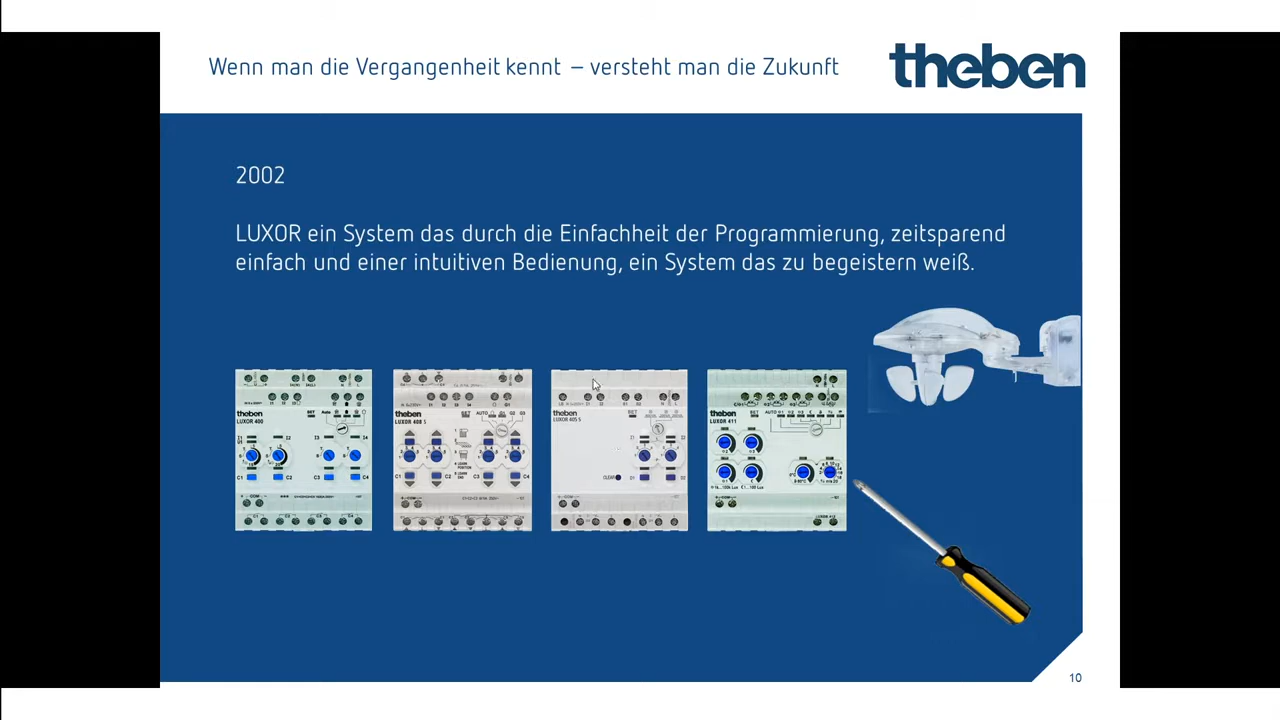 Wenn man die Vergangenheit kennt – versteht man die Zukunft
theben
2002
LUXOR ein System das durch die Einfachheit der Programmierung, zeitsparend
einfach und einer intuitiven Bedienung, ein System das zu begeistern weiß.
theben
LUXOR 400
theben
LUXOR 408 S
theben
LUXOR 405 S
theben
LUXOR 411
10